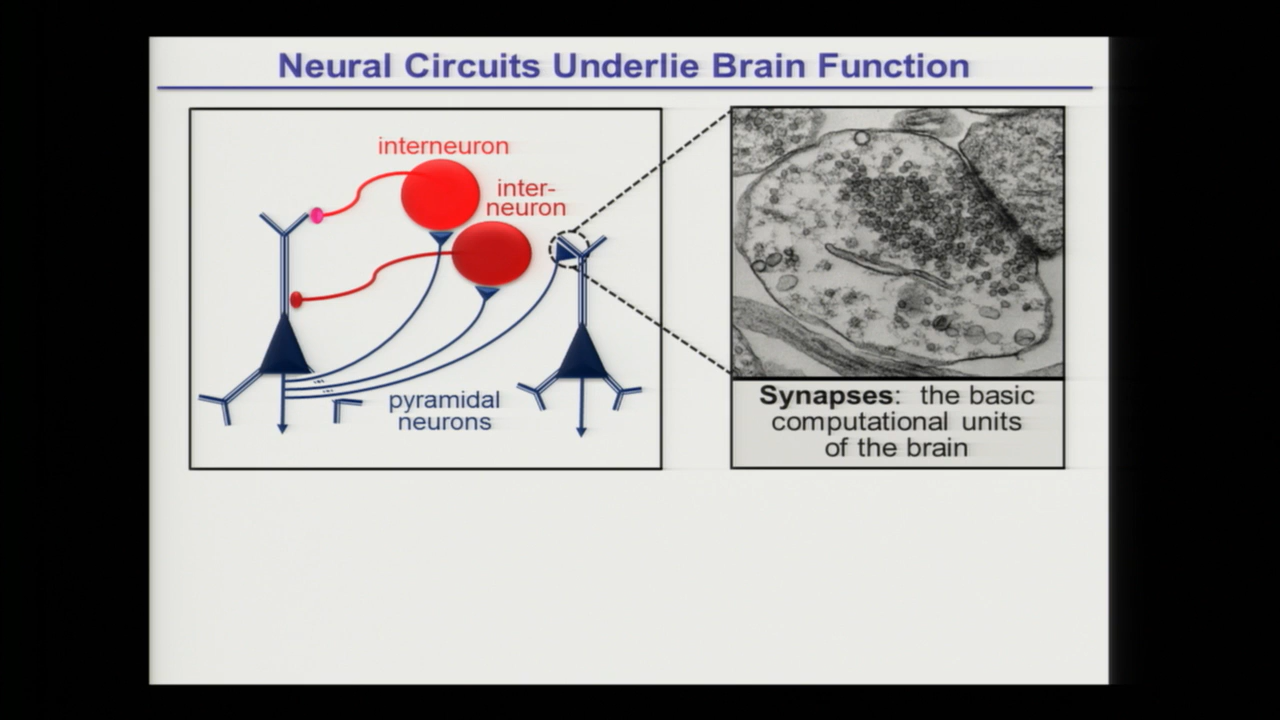 Neural Circuits Underlie Brain Function
interneuron
inter-
neuron
pyramidal
neurons
Synapses: the basic
computational units
of the brain